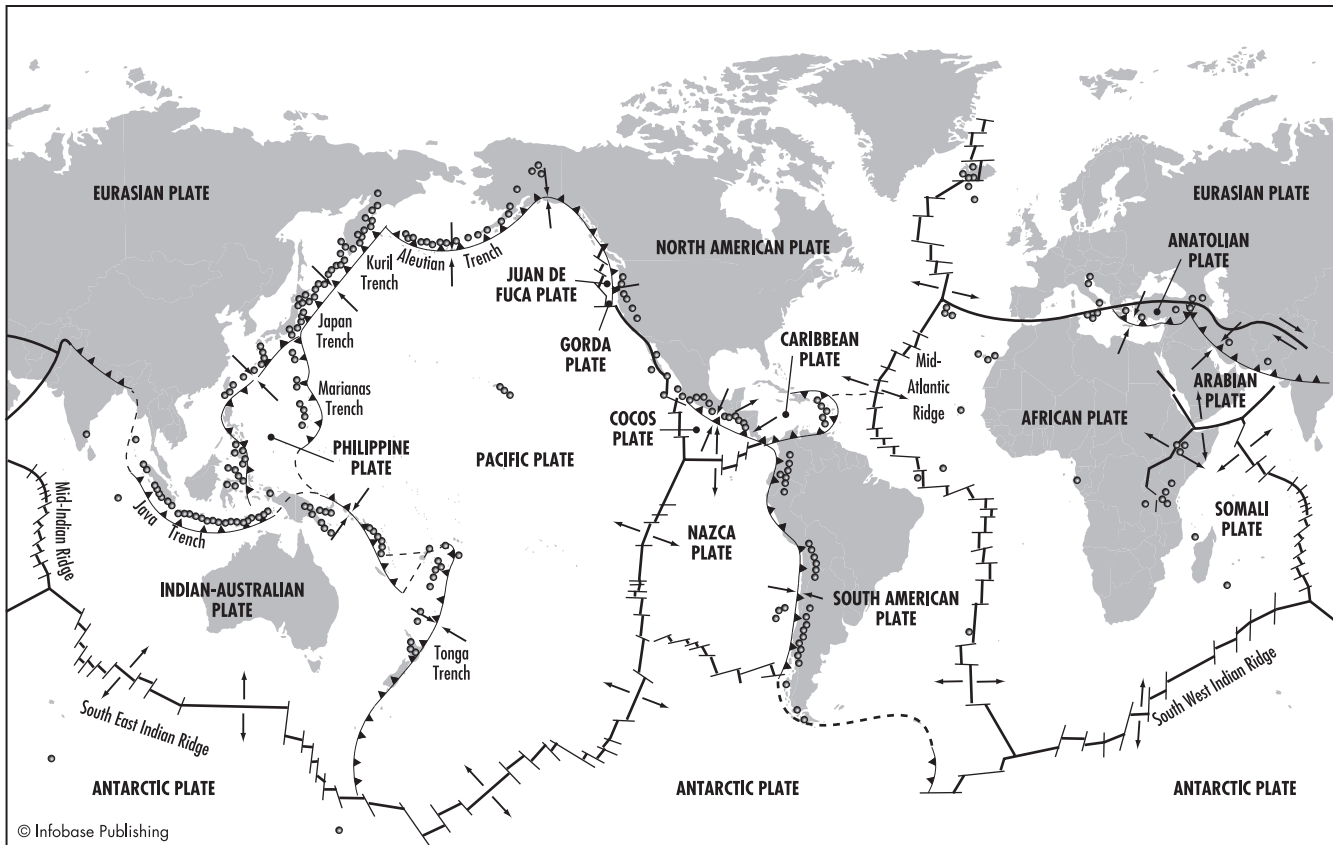 EURASIAN PLATE
EURASIAN PLATE
NORTH AMERICAN PLATE
ANATOLIAN
PLATE
Aleutian
Trench
Kuril
Trench
JUAN DE
FUCA PLATE
Japan
Trench
GORDA
PLATE
CARIBBEAN
PLATE
Mid-
Atlantic
Ridge
ARABIAN
PLATE
Marianas
Trench
AFRICAN PLATE
COCOS
PLATE
PHILIPPINE
PLATE
PACIFIC PLATE
Mid-Indian Ridge
Java
Trench
SOMALI
PLATE
NAZCA
PLATE
INDIAN-AUSTRALIAN
PLATE
SOUTH AMERICAN
PLATE
Tonga
Trench
South East Indian Ridge
South West Indian Ridge
ANTARCTIC PLATE
ANTARCTIC PLATE
ANTARCTIC PLATE
© Infobase Publishing